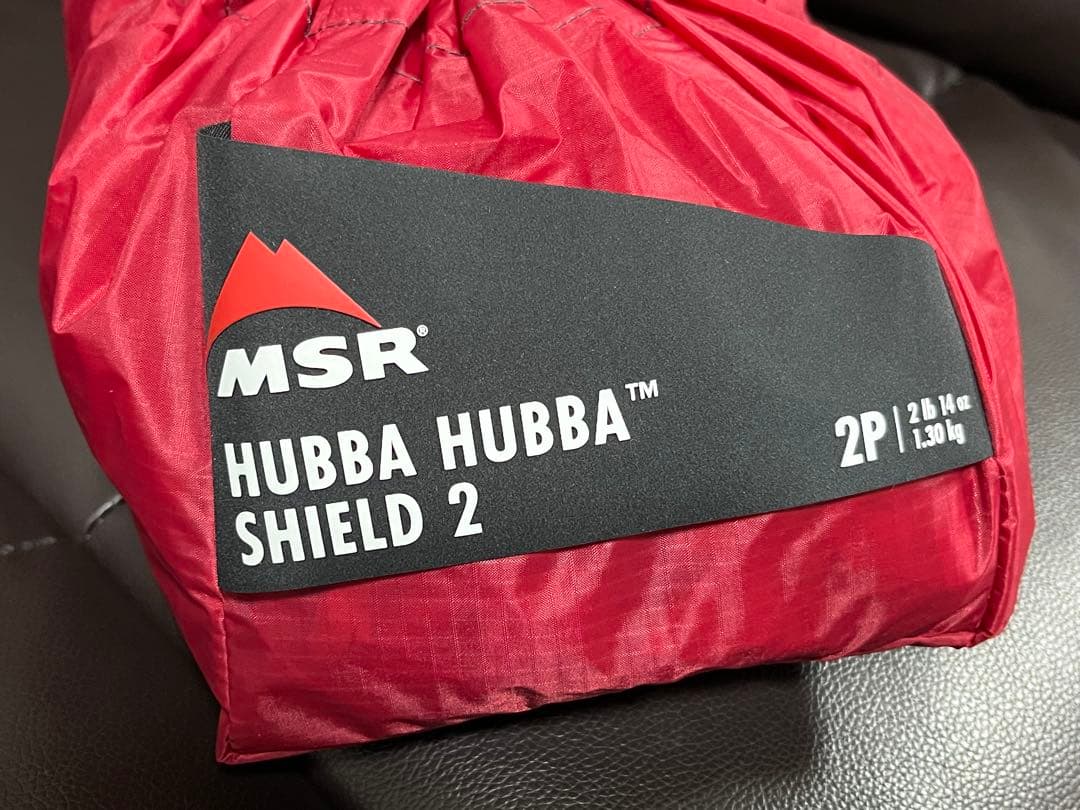 MSR®
HUBBA HUBBA™
SHIELD 2
2P
2 lb 14 oz
1.30 kg